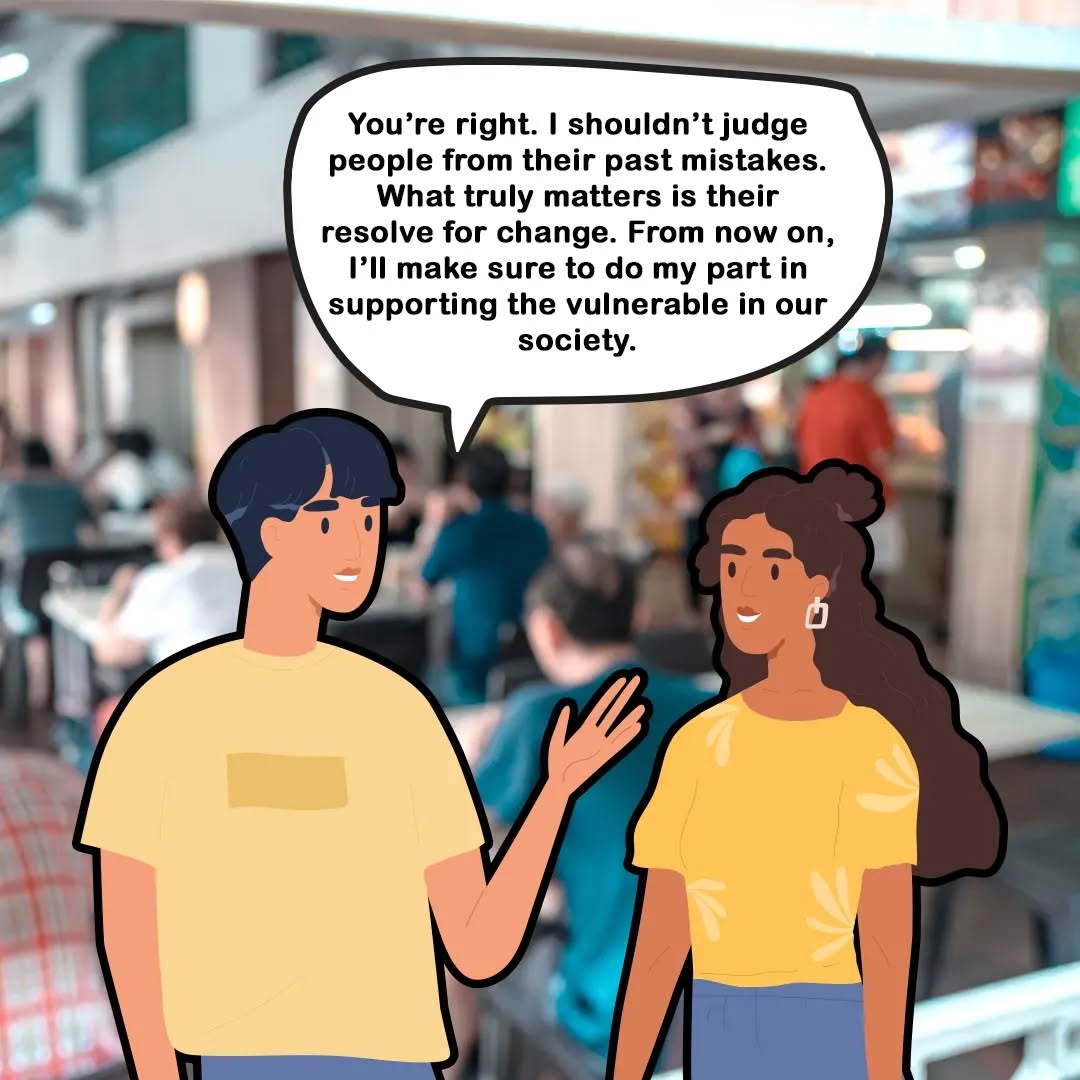 You’re right. I shouldn’t judge
people from their past mistakes.
What truly matters is their
resolve for change. From now on,
I’ll make sure to do my part in
supporting the vulnerable in our
society.